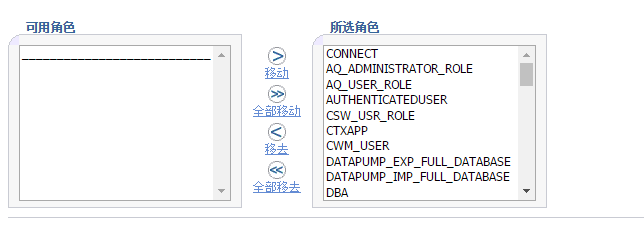 可用角色
所选角色
移动
全部移动
移去
全部移去
CONNECT
AQ_ADMINISTRATOR_ROLE
AQ_USER_ROLE
AUTHENTICATEDUSER
CSW_USR_ROLE
CTXAPP
CWM_USER
DATAPUMP_EXP_FULL_DATABASE
DATAPUMP_IMP_FULL_DATABASE
DBA